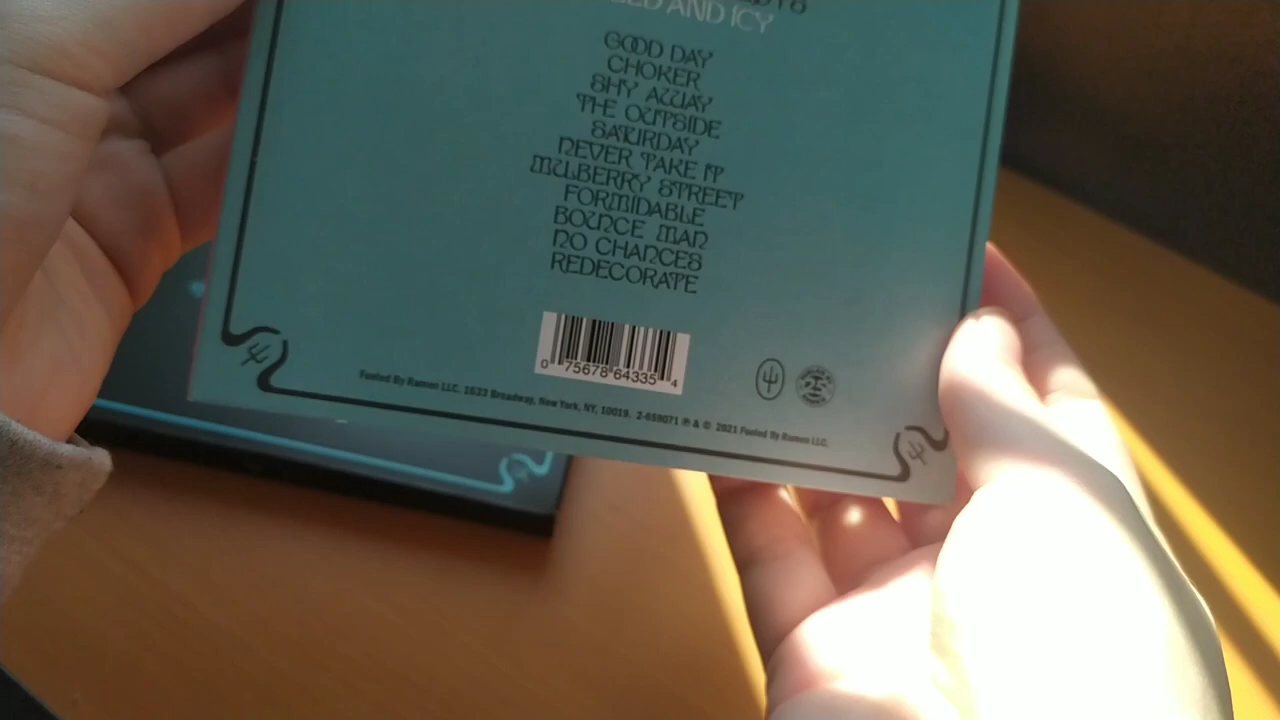 AND ICY
GOOD DAY
CHOKER
SHY AWAY
THE OUTSIDE
SATURDAY
NEVER TAKE IT
MULBERRY STREET
FORMIDABLE
BOUNCE MAN
NO CHANCES
REDECORATE
0 75678 64335 4
Fueled By Ramen LLC. 1633 Broadway, New York, NY, 10019. 2-659071 ℗ & © 2021 Fueled By Ramen LLC.